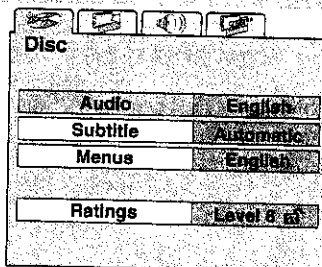 Disc
Audio English
Subtitle Automatic
Menus English
Ratings Level 8